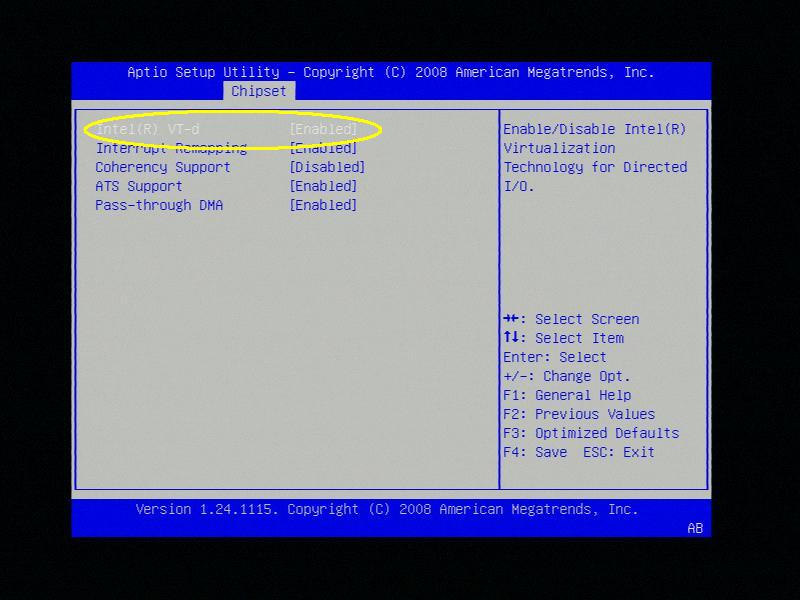 Aptio Setup Utility – Copyright (C) 2008 American Megatrends, Inc.
Chipset
Intel(R) VT-d [Enabled]
Interrupt Remapping [Enabled]
Coherency Support [Disabled]
ATS Support [Enabled]
Pass-through DMA [Enabled]
Enable/Disable Intel(R)
Virtualization
Technology for Directed
I/O.
→←: Select Screen
↑↓: Select Item
Enter: Select
+/-: Change Opt.
F1: General Help
F2: Previous Values
F3: Optimized Defaults
F4: Save ESC: Exit
Version 1.24.1115. Copyright (C) 2008 American Megatrends, Inc.
AB